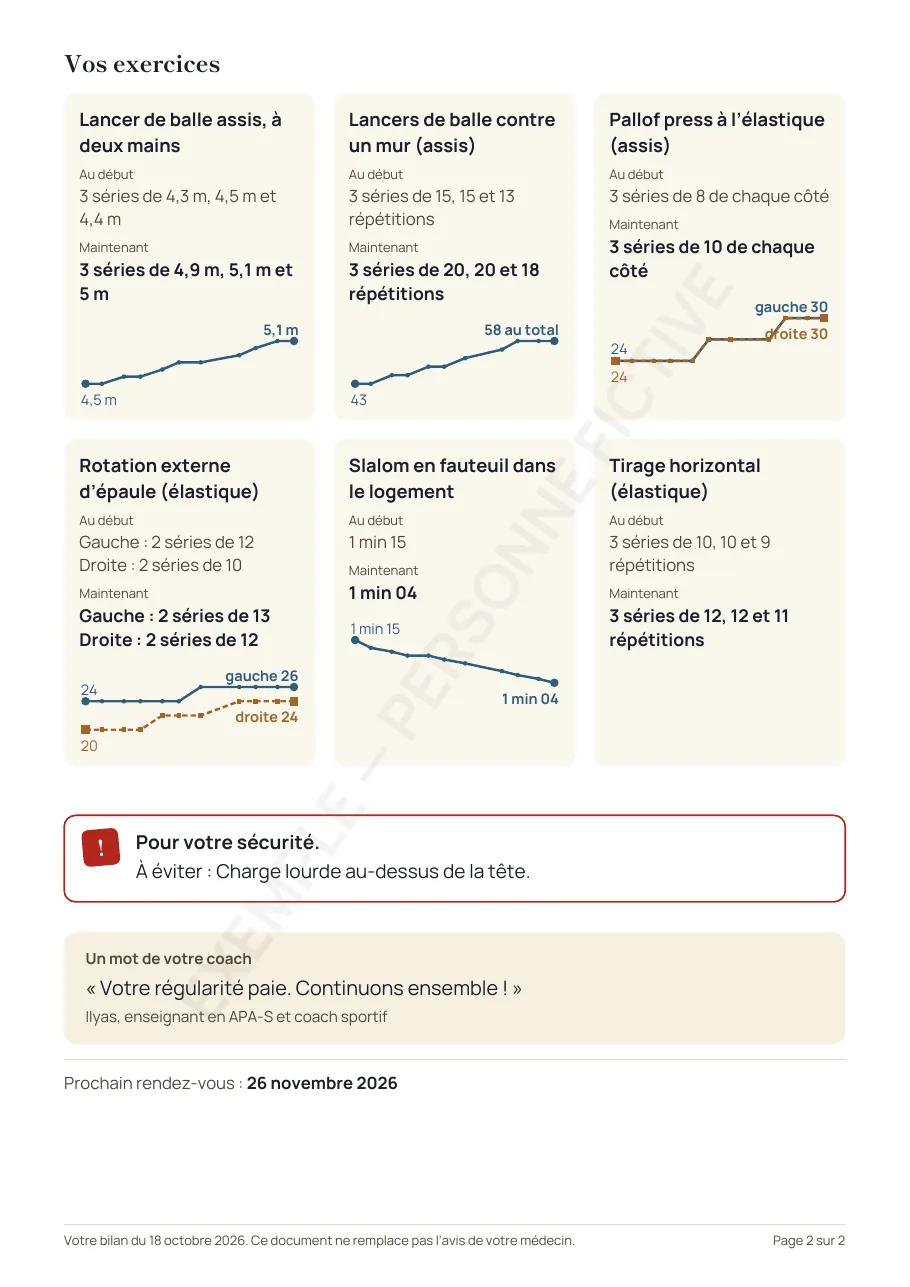 Vos exercices
Lancer de balle assis, à
deux mains
Au début
3 séries de 4,3 m, 4,5 m et
4,4 m
Maintenant
3 séries de 4,9 m, 5,1 m et
5 m
5,1 m
4,5 m
Lancers de balle contre
un mur (assis)
Au début
3 séries de 15, 15 et 13
répétitions
Maintenant
3 séries de 20, 20 et 18
répétitions
58 au total
43
Pallof press à l'élastique
(assis)
Au début
3 séries de 8 de chaque côté
Maintenant
3 séries de 10 de chaque
côté
gauche 30
droite 30
24
24
Rotation externe
d'épaule (élastique)
Au début
Gauche : 2 séries de 12
Droite : 2 séries de 10
Maintenant
Gauche : 2 séries de 13
Droite : 2 séries de 12
gauche 26
24
droite 24
20
Slalom en fauteuil dans
le logement
Au début
1 min 15
Maintenant
1 min 04
1 min 15
1 min 04
Tirage horizontal
(élastique)
Au début
3 séries de 10, 10 et 9
répétitions
Maintenant
3 séries de 12, 12 et 11
répétitions
EXEMPLE — PERSONNE FICTIVE
!
Pour votre sécurité.
À éviter : Charge lourde au-dessus de la tête.
Un mot de votre coach
« Votre régularité paie. Continuons ensemble ! »
Ilyas, enseignant en APA-S et coach sportif
Prochain rendez-vous : 26 novembre 2026
Votre bilan du 18 octobre 2026. Ce document ne remplace pas l'avis de votre médecin.
Page 2 sur 2